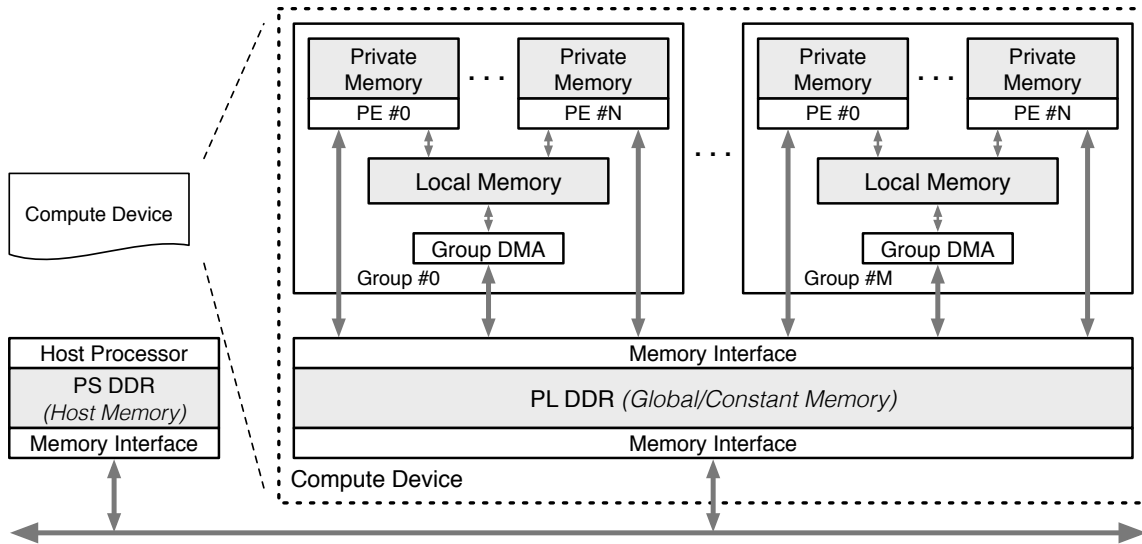 Private
Memory
PE #0
. . .
Private
Memory
PE #N
Local Memory
Group DMA
Group #0
. . .
Private
Memory
PE #0
. . .
Private
Memory
PE #N
Local Memory
Group DMA
Group #M
Compute Device
Host Processor
PS DDR
(Host Memory)
Memory Interface
Memory Interface
PL DDR (Global/Constant Memory)
Memory Interface
Compute Device